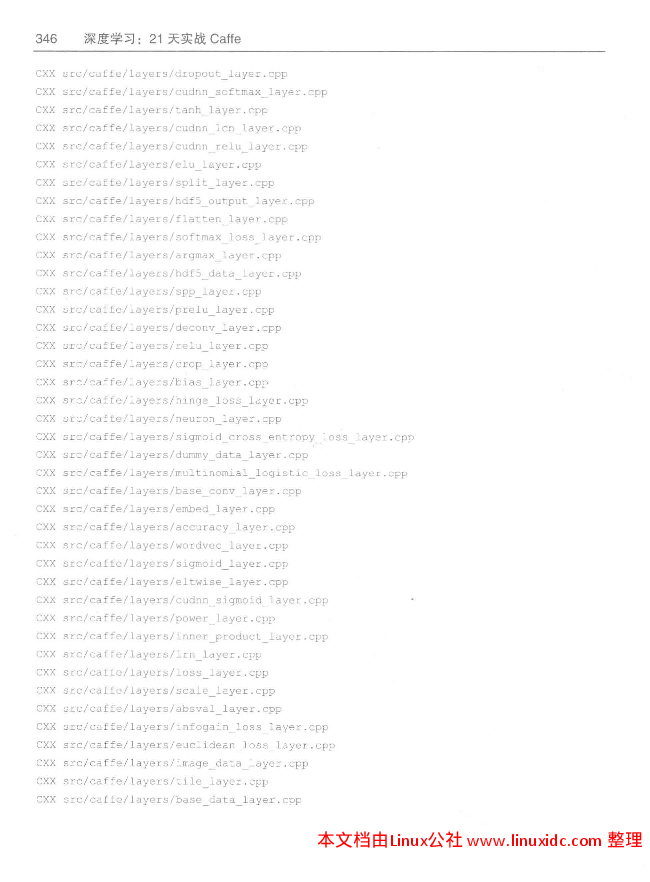 346 深度学习：21 天实战 Caffe
CXX src/caffe/layers/dropout_layer.cpp
CXX src/caffe/layers/cudnn_softmax_layer.cpp
CXX src/caffe/layers/tanh_layer.cpp
CXX src/caffe/layers/cudnn_lcn_layer.cpp
CXX src/caffe/layers/cudnn_relu_layer.cpp
CXX src/caffe/layers/elu_layer.cpp
CXX src/caffe/layers/split_layer.cpp
CXX src/caffe/layers/hdf5_output_layer.cpp
CXX src/caffe/layers/flatten_layer.cpp
CXX src/caffe/layers/softmax_loss_layer.cpp
CXX src/caffe/layers/argmax_layer.cpp
CXX src/caffe/layers/hdf5_data_layer.cpp
CXX src/caffe/layers/spp_layer.cpp
CXX src/caffe/layers/prelu_layer.cpp
CXX src/caffe/layers/deconv_layer.cpp
CXX src/caffe/layers/relu_layer.cpp
CXX src/caffe/layers/crop_layer.cpp
CXX src/caffe/layers/bias_layer.cpp
CXX src/caffe/layers/hinge_loss_layer.cpp
CXX src/caffe/layers/neuron_layer.cpp
CXX src/caffe/layers/sigmoid_cross_entropy_loss_layer.cpp
CXX src/caffe/layers/dummy_data_layer.cpp
CXX src/caffe/layers/multinomial_logistic_loss_layer.cpp
CXX src/caffe/layers/base_conv_layer.cpp
CXX src/caffe/layers/embed_layer.cpp
CXX src/caffe/layers/accuracy_layer.cpp
CXX src/caffe/layers/wordvec_layer.cpp
CXX src/caffe/layers/sigmoid_layer.cpp
CXX src/caffe/layers/eltwise_layer.cpp
CXX src/caffe/layers/cudnn_sigmoid_layer.cpp
CXX src/caffe/layers/power_layer.cpp
CXX src/caffe/layers/inner_product_layer.cpp
CXX src/caffe/layers/lrn_layer.cpp
CXX src/caffe/layers/loss_layer.cpp
CXX src/caffe/layers/scale_layer.cpp
CXX src/caffe/layers/absval_layer.cpp
CXX src/caffe/layers/infogain_loss_layer.cpp
CXX src/caffe/layers/euclidean_loss_layer.cpp
CXX src/caffe/layers/image_data_layer.cpp
CXX src/caffe/layers/tile_layer.cpp
CXX src/caffe/layers/base_data_layer.cpp
本文档由Linux公社 www.linuxidc.com 整理